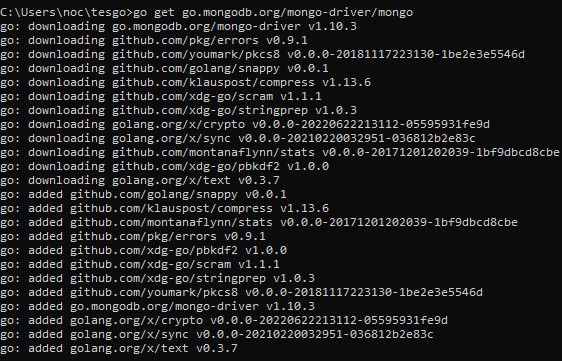 C:\Users\noc\tesgo>go get go.mongodb.org/mongo-driver/mongo
go: downloading go.mongodb.org/mongo-driver v1.10.3
go: downloading github.com/pkg/errors v0.9.1
go: downloading github.com/youmark/pkcs8 v0.0.0-20181117223130-1be2e3e5546d
go: downloading github.com/golang/snappy v0.0.1
go: downloading github.com/klauspost/compress v1.13.6
go: downloading github.com/xdg-go/scram v1.1.1
go: downloading github.com/xdg-go/stringprep v1.0.3
go: downloading golang.org/x/crypto v0.0.0-20220622213112-05595931fe9d
go: downloading golang.org/x/sync v0.0.0-20210220032951-036812b2e83c
go: downloading github.com/montanaflynn/stats v0.0.0-20171201202039-1bf9dbcd8cbe
go: downloading github.com/xdg-go/pbkdf2 v1.0.0
go: downloading golang.org/x/text v0.3.7
go: added github.com/golang/snappy v0.0.1
go: added github.com/klauspost/compress v1.13.6
go: added github.com/montanaflynn/stats v0.0.0-20171201202039-1bf9dbcd8cbe
go: added github.com/pkg/errors v0.9.1
go: added github.com/xdg-go/pbkdf2 v1.0.0
go: added github.com/xdg-go/scram v1.1.1
go: added github.com/xdg-go/stringprep v1.0.3
go: added github.com/youmark/pkcs8 v0.0.0-20181117223130-1be2e3e5546d
go: added go.mongodb.org/mongo-driver v1.10.3
go: added golang.org/x/crypto v0.0.0-20220622213112-05595931fe9d
go: added golang.org/x/sync v0.0.0-20210220032951-036812b2e83c
go: added golang.org/x/text v0.3.7